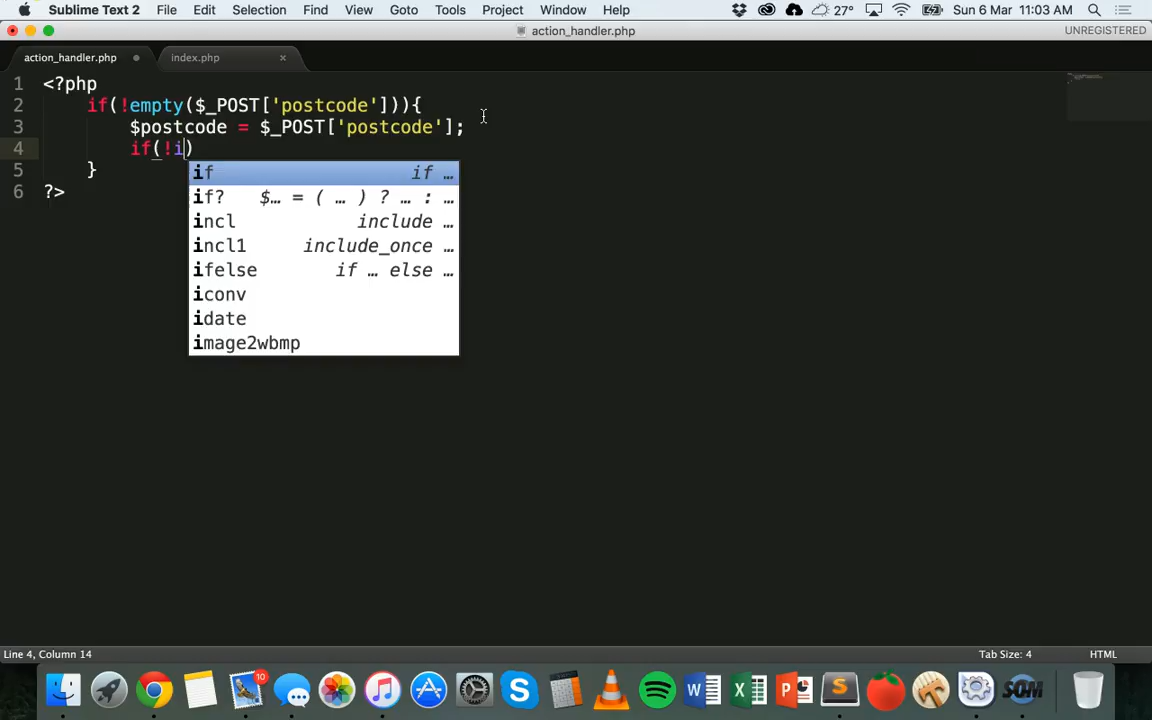 Sublime Text 2 File Edit Selection Find View Goto Tools Project Window Help 27° Sun 6 Mar 11:03 AM
action_handler.php UNREGISTERED
action_handler.php index.php
1 <?php
2 if(!empty($_POST['postcode'])){
3 $postcode = $_POST['postcode'];
4 if(!i)
5 }
6 ?>
if if …
if? $… = ( … ) ? … : …
incl include …
incl1 include_once …
ifelse if … else …
iconv
idate
image2wbmp
Line 4, Column 14 Tab Size: 4 HTML
10
S W X P S SOM